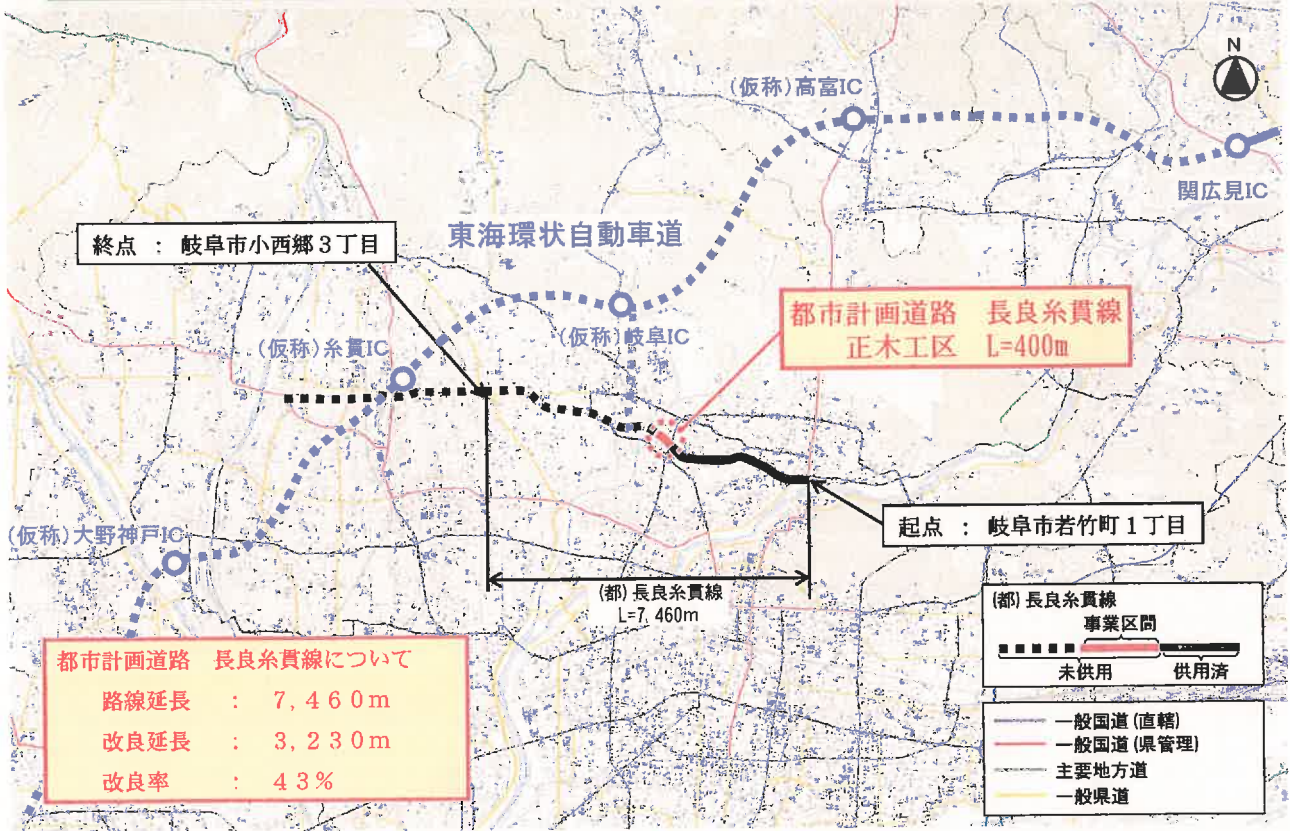 N
(仮称)高富IC
関広見IC
終点 : 岐阜市小西郷3丁目
東海環状自動車道
都市計画道路 長良糸貫線
正木工区 L=400m
(仮称)岐阜IC
(仮称)糸貫IC
起点 : 岐阜市若竹町1丁目
(仮称)大野神戸IC
(都)長良糸貫線
L=7,460m
都市計画道路 長良糸貫線について
路線延長 : 7,460m
改良延長 : 3,230m
改良率 : 43%
(都)長良糸貫線
事業区間
未供用 供用済
一般国道(直轄)
一般国道(県管理)
主要地方道
一般県道